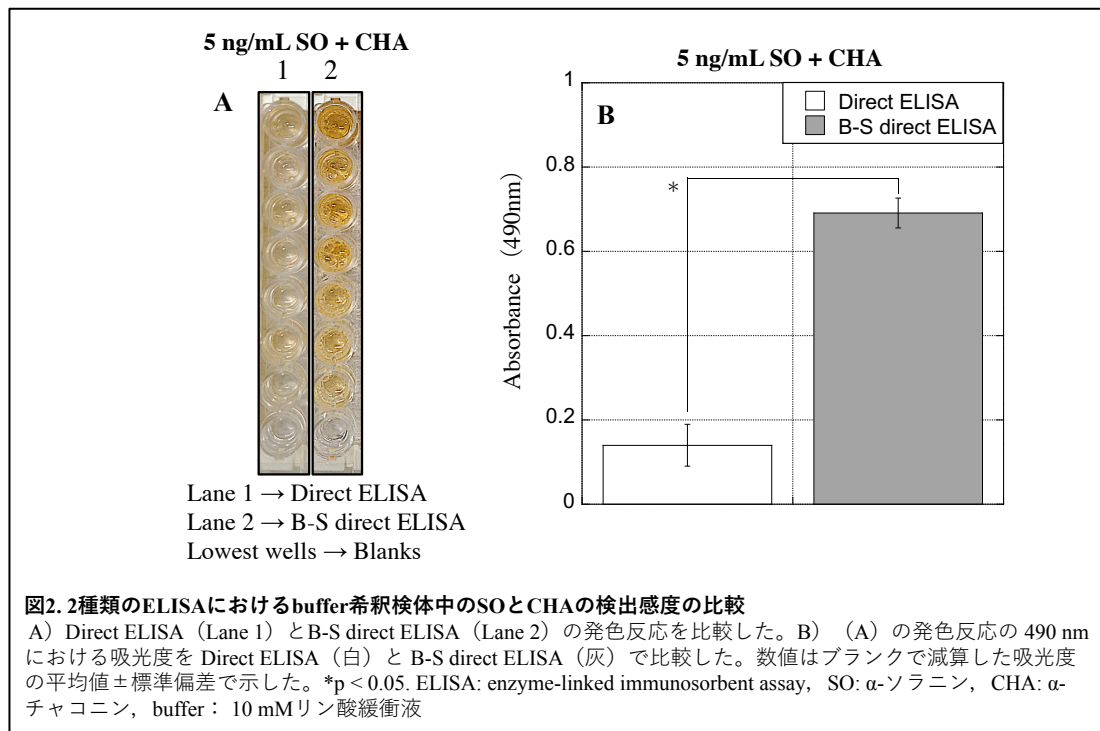 5 ng/mL SO + CHA
1 2
A
Lane 1 → Direct ELISA
Lane 2 → B-S direct ELISA
Lowest wells → Blanks
5 ng/mL SO + CHA
B
Direct ELISA
B-S direct ELISA
Absorbance（490nm）
1
0.8
0.6
0.4
0.2
0
*
図2. 2種類のELISAにおけるbuffer希釈検体中のSOとCHAの検出感度の比較
A）Direct ELISA（Lane 1）とB-S direct ELISA（Lane 2）の発色反応を比較した。B）（A）の発色反応の 490 nm
における吸光度を Direct ELISA（白）と B-S direct ELISA（灰）で比較した。数値はブランクで減算した吸光度
の平均値±標準偏差で示した。*p < 0.05. ELISA: enzyme-linked immunosorbent assay， SO: α-ソラニン， CHA: α-
チャコニン，buffer： 10 mMリン酸緩衝液